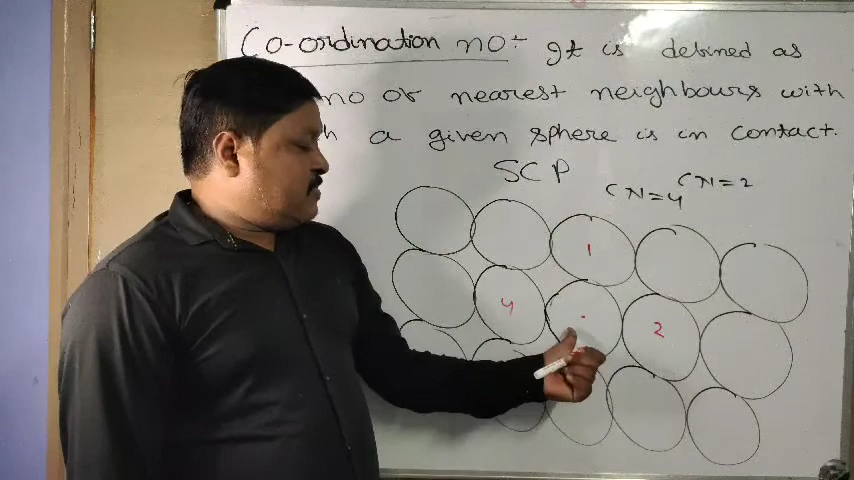 Co-ordination no:- It is defined as
no of nearest neighbours with
h a given sphere is in contact.
SCP
CN=4 CN=2
1
4 2